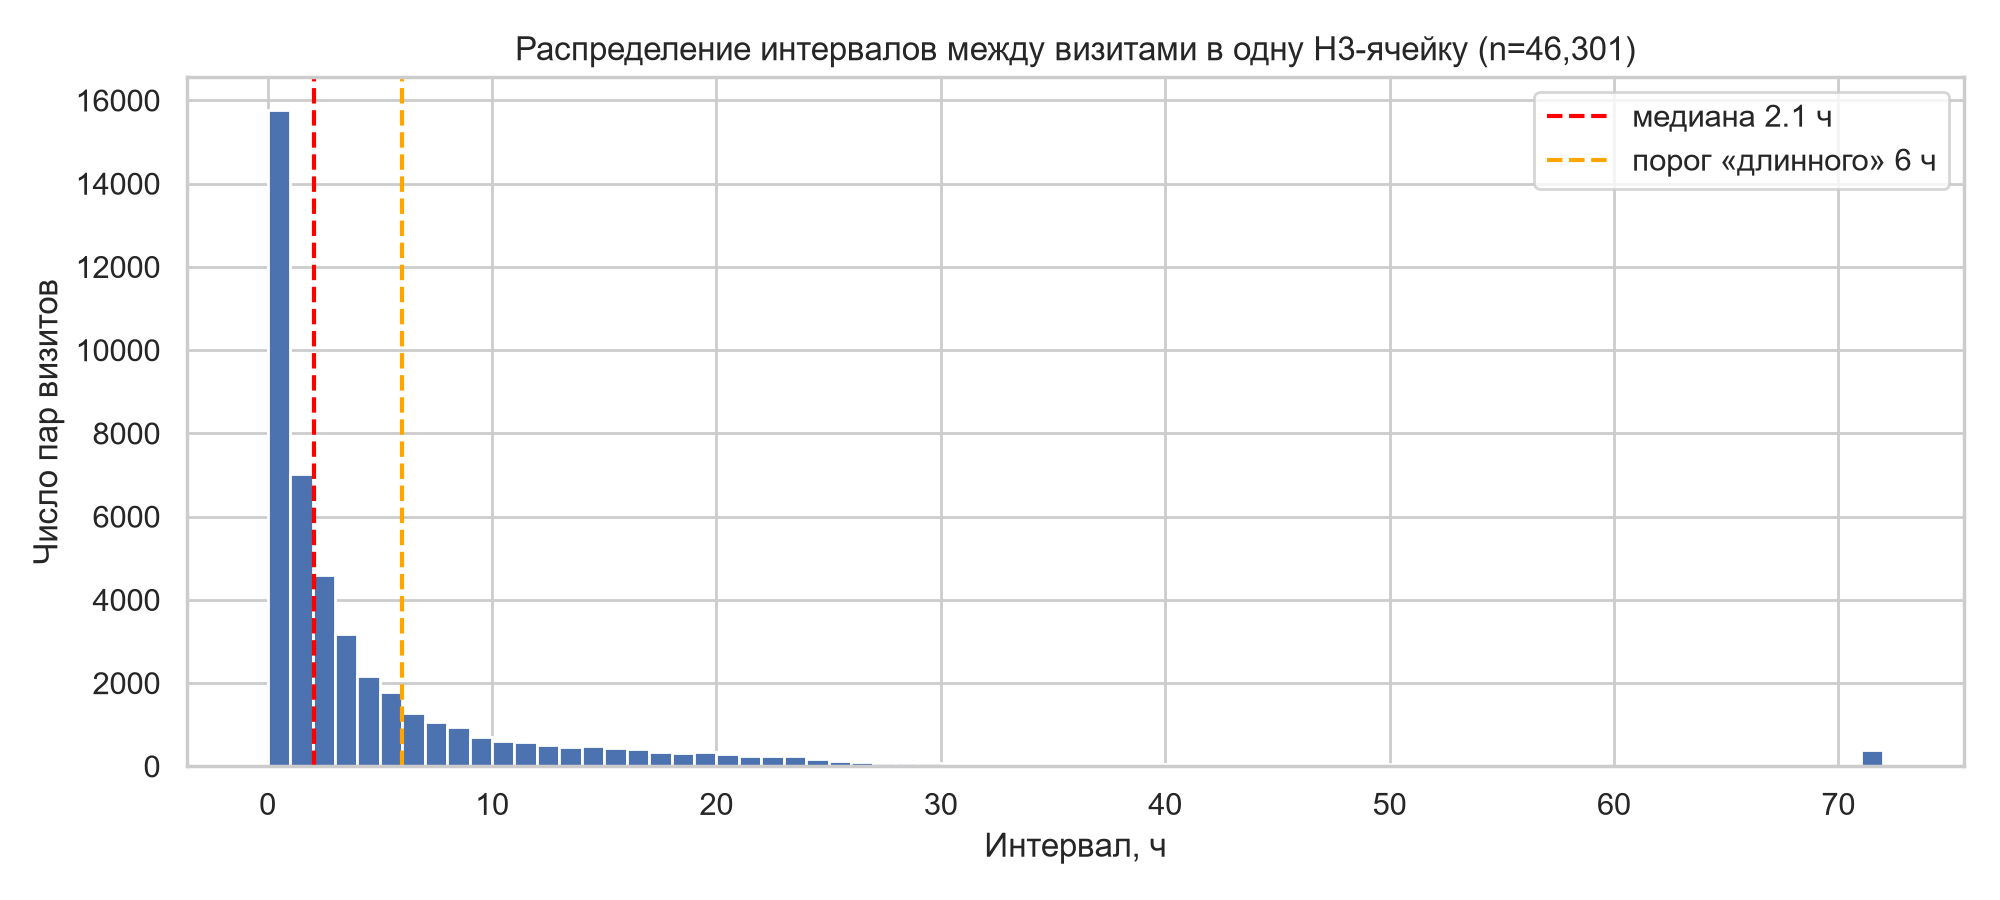 Распределение интервалов между визитами в одну H3-ячейку (n=46,301)
медиана 2.1 ч
порог «длинного» 6 ч
Число пар визитов
16000
14000
12000
10000
8000
6000
4000
2000
0
0 10 20 30 40 50 60 70
Интервал, ч